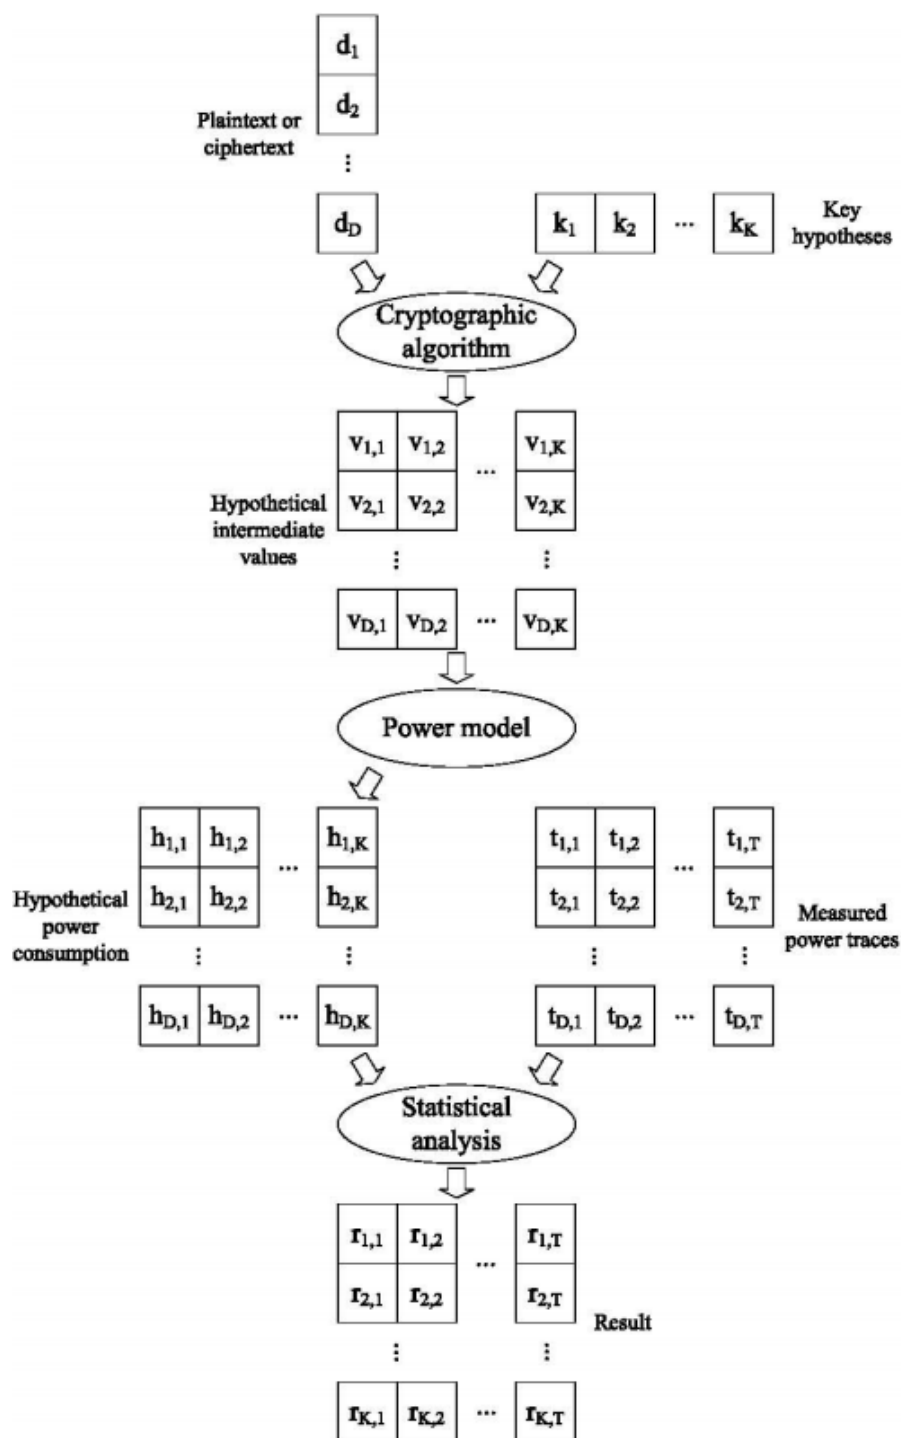 d1
d2
Plaintext or
ciphertext
⋮
dD
k1 k2 ... kK
Key
hypotheses
Cryptographic
algorithm
v1,1 v1,2 ... v1,K
v2,1 v2,2 v2,K
Hypothetical
intermediate
values
⋮ ⋮
vD,1 vD,2 ... vD,K
Power model
h1,1 h1,2 ... h1,K
h2,1 h2,2 h2,K
Hypothetical
power
consumption
⋮ ⋮
hD,1 hD,2 ... hD,K
t1,1 t1,2 ... t1,T
t2,1 t2,2 t2,T
Measured
power traces
⋮ ⋮
tD,1 tD,2 ... tD,T
Statistical
analysis
r1,1 r1,2 ... r1,T
r2,1 r2,2 r2,T
Result
⋮ ⋮
rK,1 rK,2 ... rK,T